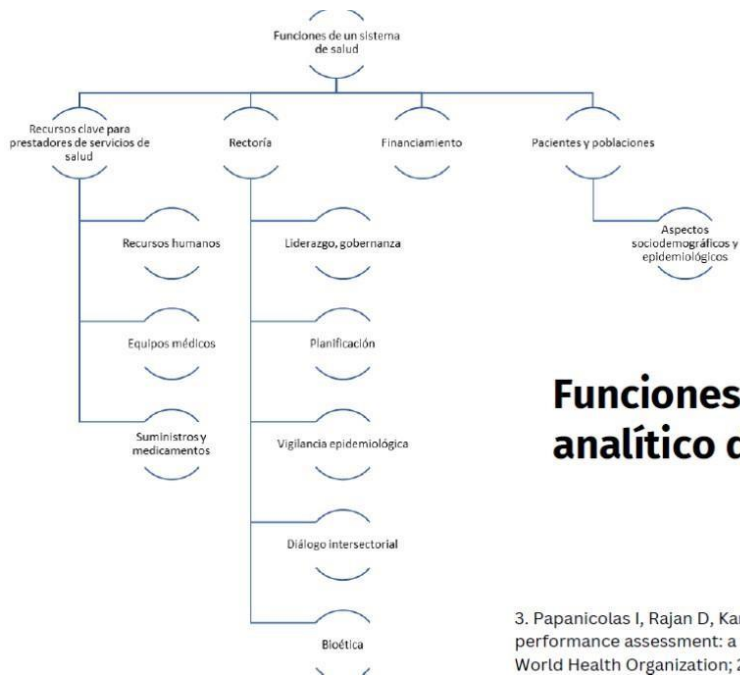 Funciones de un sistema
de salud
Recursos clave para
prestadores de servicios de
salud
Rectoría
Financiamiento
Pacientes y poblaciones
Recursos humanos
Liderazgo, gobernanza
Aspectos
sociodemográficos y
epidemiológicos
Equipos médicos
Planificación
Suministros y
medicamentos
Vigilancia epidemiológica
Diálogo intersectorial
Bioética
Funciones
analítico
3. Papanicolas I, Rajan D,
performance assessment: a
World Health Organization;